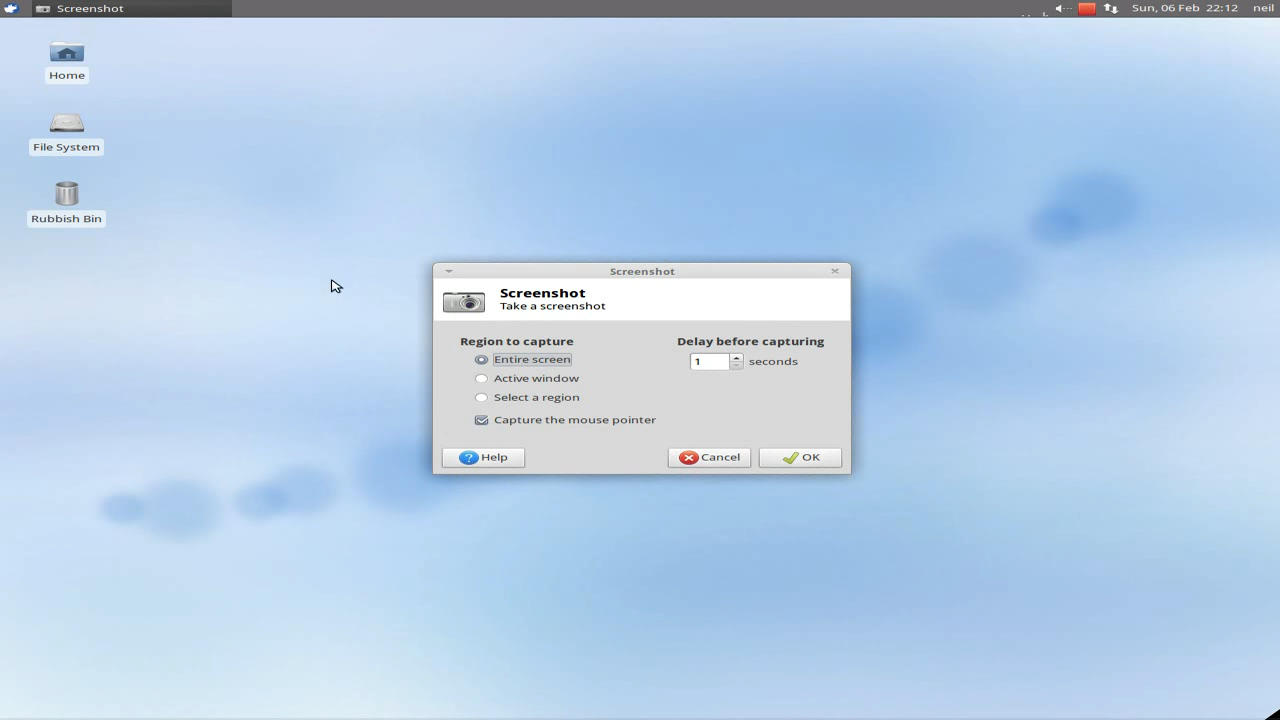 Screenshot
Sun, 06 Feb 22:12 neil
Home
File System
Rubbish Bin
Screenshot
Screenshot
Take a screenshot
Region to capture
Entire screen
Active window
Select a region
Capture the mouse pointer
Delay before capturing
1 seconds
Help
Cancel
OK